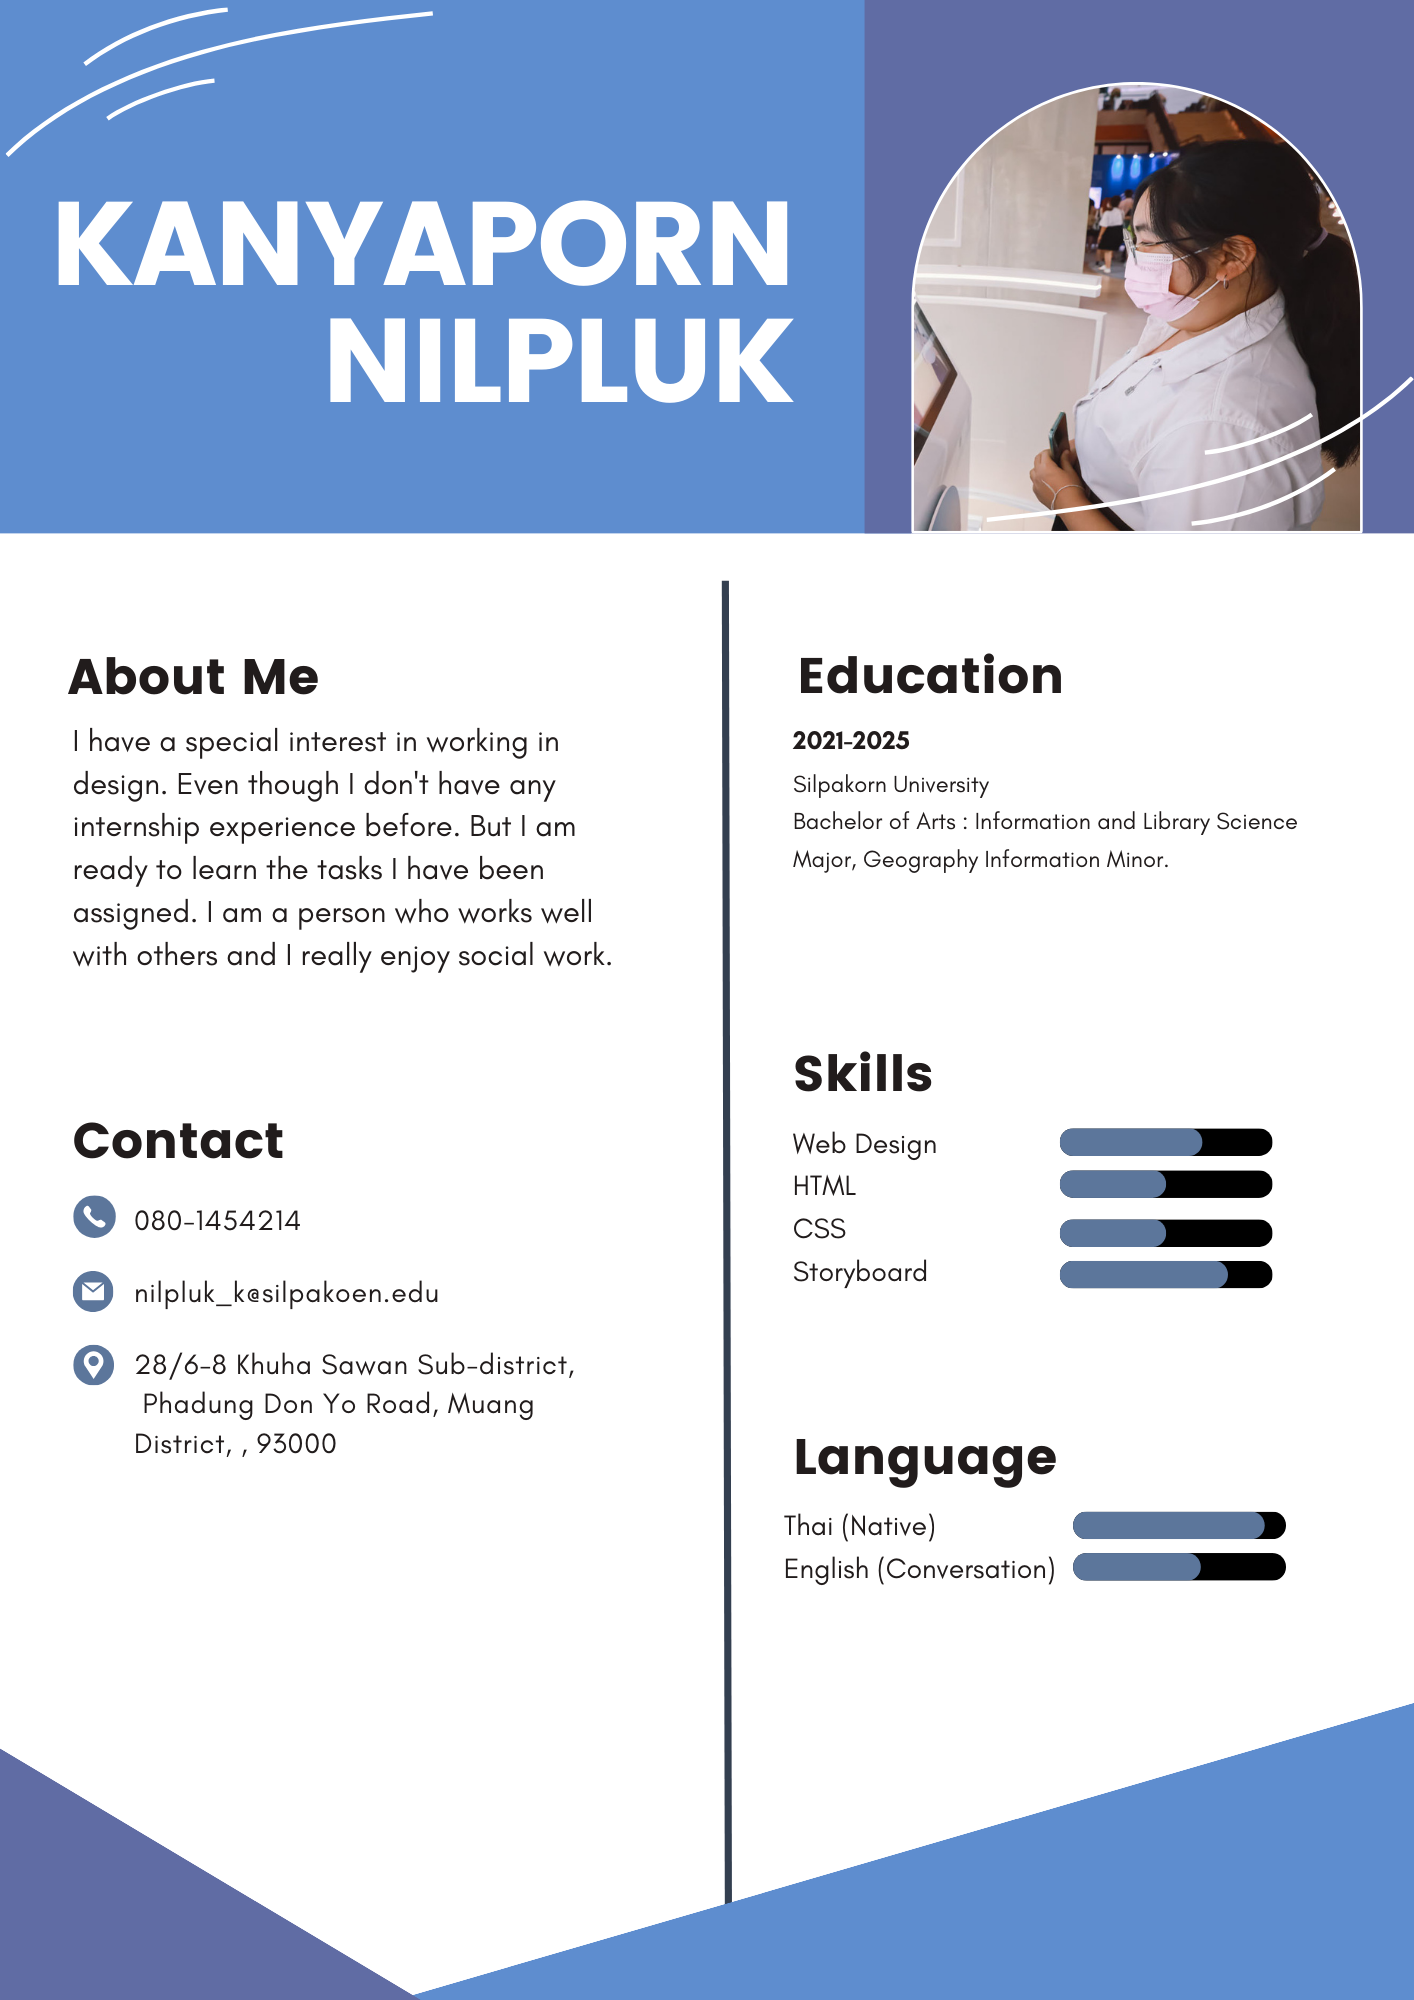 KANYAPORN
NILPLUK
About Me
I have a special interest in working in
design. Even though I don't have any
internship experience before. But I am
ready to learn the tasks I have been
assigned. I am a person who works well
with others and I really enjoy social work.
Contact
080-1454214
nilpluk_k@silpakoen.edu
28/6-8 Khuha Sawan Sub-district,
Phadung Don Yo Road, Muang
District, , 93000
Education
2021-2025
Silpakorn University
Bachelor of Arts : Information and Library Science
Major, Geography Information Minor.
Skills
Web Design
HTML
CSS
Storyboard
Language
Thai (Native)
English (Conversation)